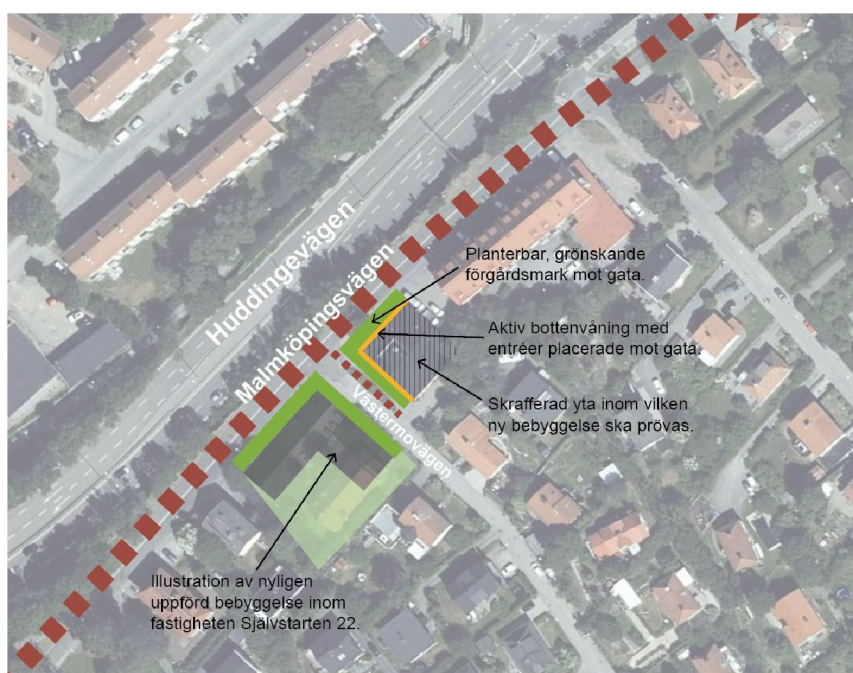 Huddingevägen
Malmköpingsvägen
Planterbar, grönskande
förgårdsmark mot gata.
Aktiv bottenvåning med
entréer placerade mot gata.
Skrafferad yta inom vilken
ny bebyggelse ska prövas.
Västermovägen
Illustration av nyligen
uppförd bebyggelse inom
fastigheten Självstarten 22.